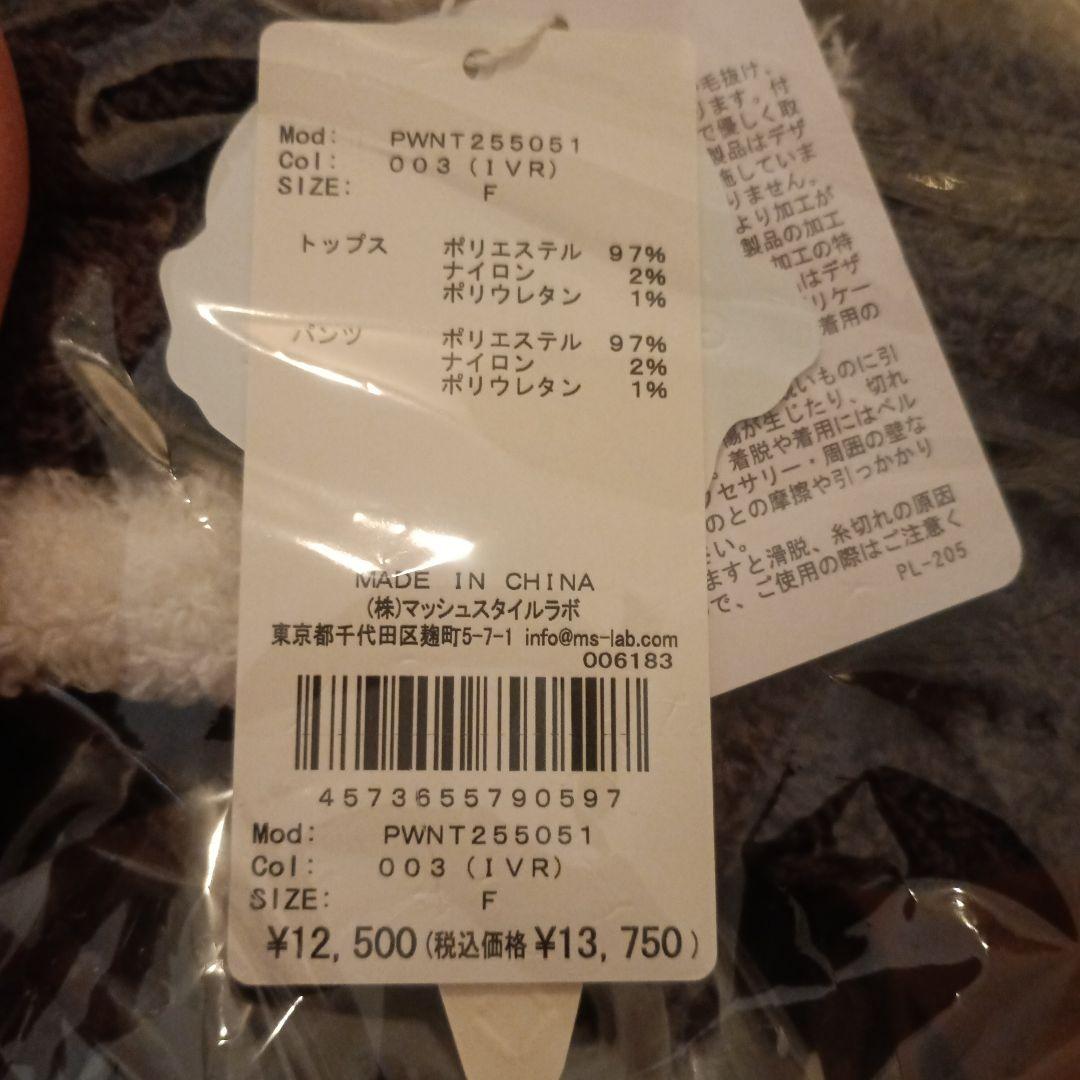 Mod: PWNT255051
Col: 003(IVR)
SIZE: F
トップス ポリエステル 97%
ナイロン 2%
ポリウレタン 1%
パンツ ポリエステル 97%
ナイロン 2%
ポリウレタン 1%
MADE IN CHINA
(株)マッシュスタイルラボ
東京都千代田区麹町5-7-1 info@ms-lab.com
006183
4573655790597
Mod: PWNT255051
Col: 003(IVR)
SIZE: F
¥12,500(税込価格¥13,750)
毛抜け、
ります。付
で優しく取
製品はデザ
施していま
りません。
より加工が
製品の加工
加工の特
はデザ
リケー
着用の
いものに引
傷が生じたり、切れ
。着脱や着用にはベル
セサリー・周囲の壁な
のとの摩擦や引っかかり
い。
ますと滑脱、糸切れの原因
で、ご使用の際はご注意く
PL-205